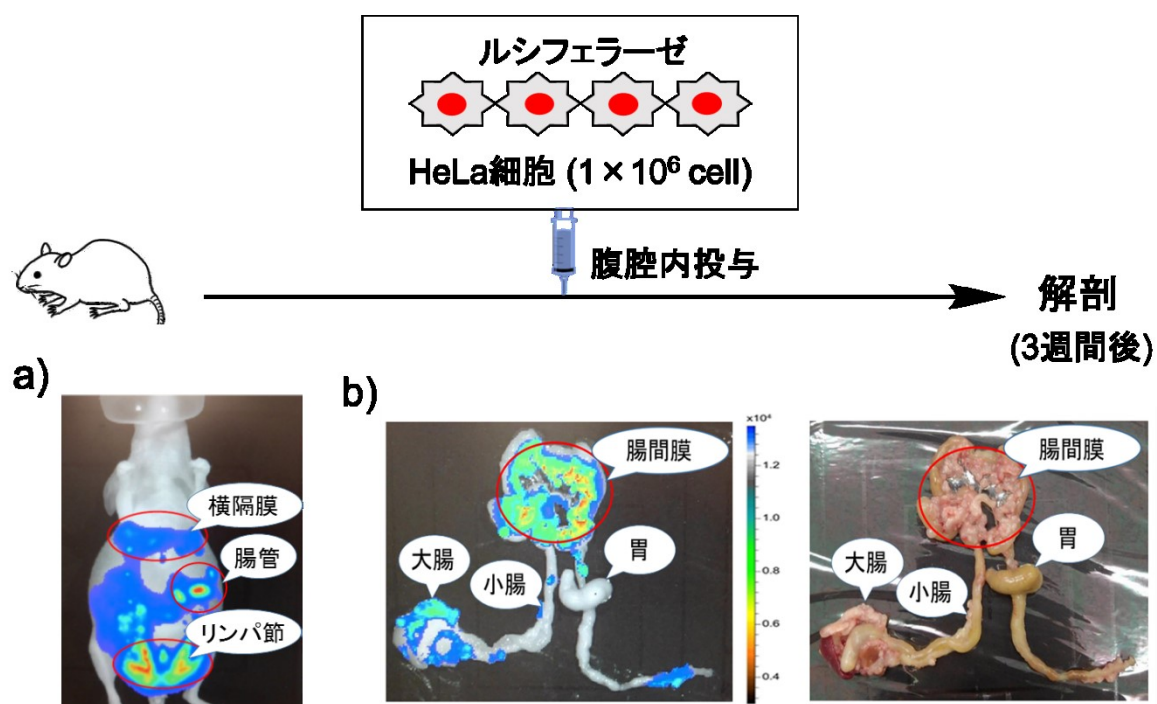 ルシフェラーゼ
HeLa細胞 (1×10⁶ cell)
腹腔内投与
解剖
(3週間後)
a)
横隔膜
腸管
リンパ節
b)
腸間膜
胃
大腸
小腸
×10⁴
1.2
1.0
0.8
0.6
0.4
腸間膜
胃
大腸
小腸